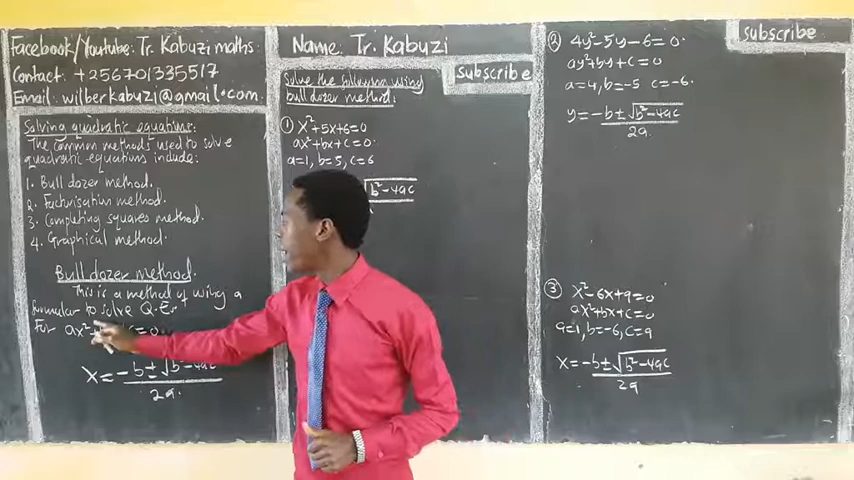 Facebook/Youtube: Tr. Kabuzi maths
Contact: +256701335517
Email: wilberkabuzi@gmail.com
Solving quadratic equations:
The common methods used to solve
quadratic equations include:
1. Bull dozer method.
2. Factorisation method.
3. Completing squares method.
4. Graphical method.
Bull dozer method.
This is a method of using a
formular to solve Q.E
For ax²+ =0
x = -b±√b²-4ac
2a.
Name: Tr. Kabuzi
subscribe
Solve the following using
bull dozer method:
① x²+5x+6=0
ax²+bx+c=0.
a=1, b=5, c=6
√b²-4ac
② 4y²-5y-6=0.
ay²+by+c=0
a=4, b=-5 c=-6.
y=-b±√b²-4ac
2a.
subscribe
③ x²-6x+9=0
ax²+bx+c=0
a=1, b=-6, c=9
x=-b±√b²-4ac
2a